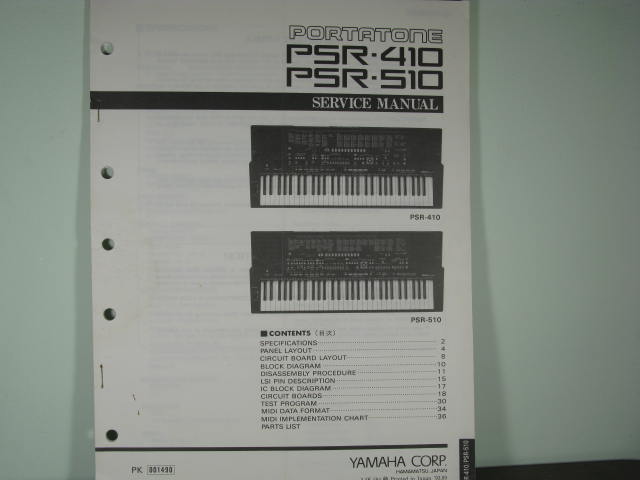 PORTATONE
PSR-410
PSR-510
SERVICE MANUAL
PSR-410
PSR-510
■CONTENTS(目次)
SPECIFICATIONS 2
PANEL LAYOUT 4
CIRCUIT BOARD LAYOUT 8
BLOCK DIAGRAM 10
DISASSEMBLY PROCEDURE 11
LSI PIN DESCRIPTION 15
IC BLOCK DIAGRAM 17
CIRCUIT BOARDS 18
TEST PROGRAM 30
MIDI DATA FORMAT 34
MIDI IMPLEMENTATION CHART 36
PARTS LIST
PK 001490
YAMAHA CORP.
HAMAMATSU, JAPAN
Printed in Japan
PSR-510